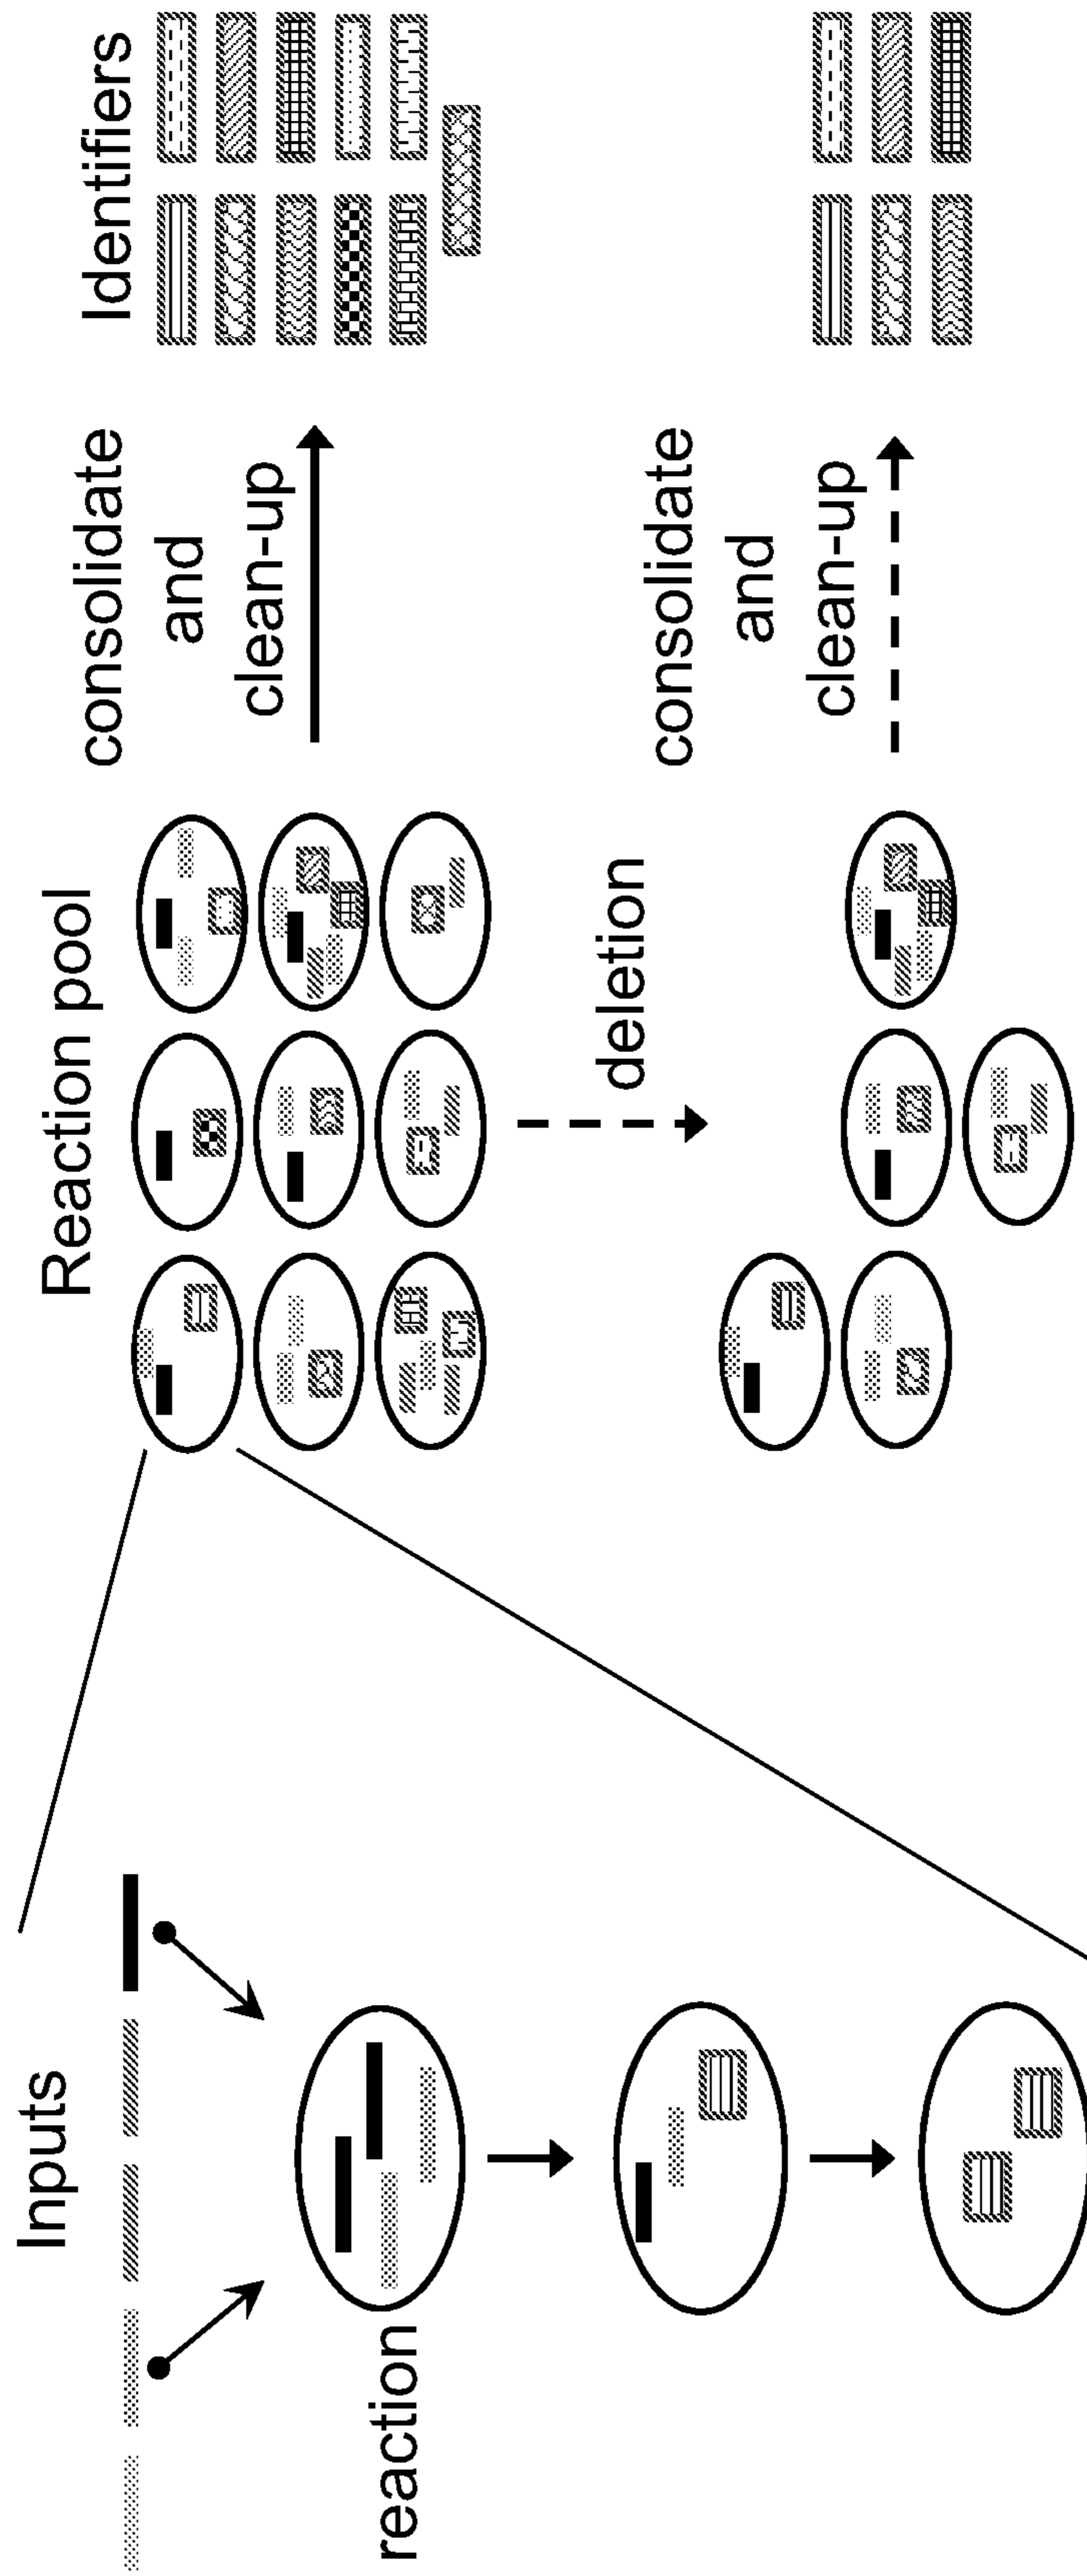 Inputs
reaction
Reaction pool
deletion
consolidate
and
clean-up
consolidate
and
clean-up
Identifiers